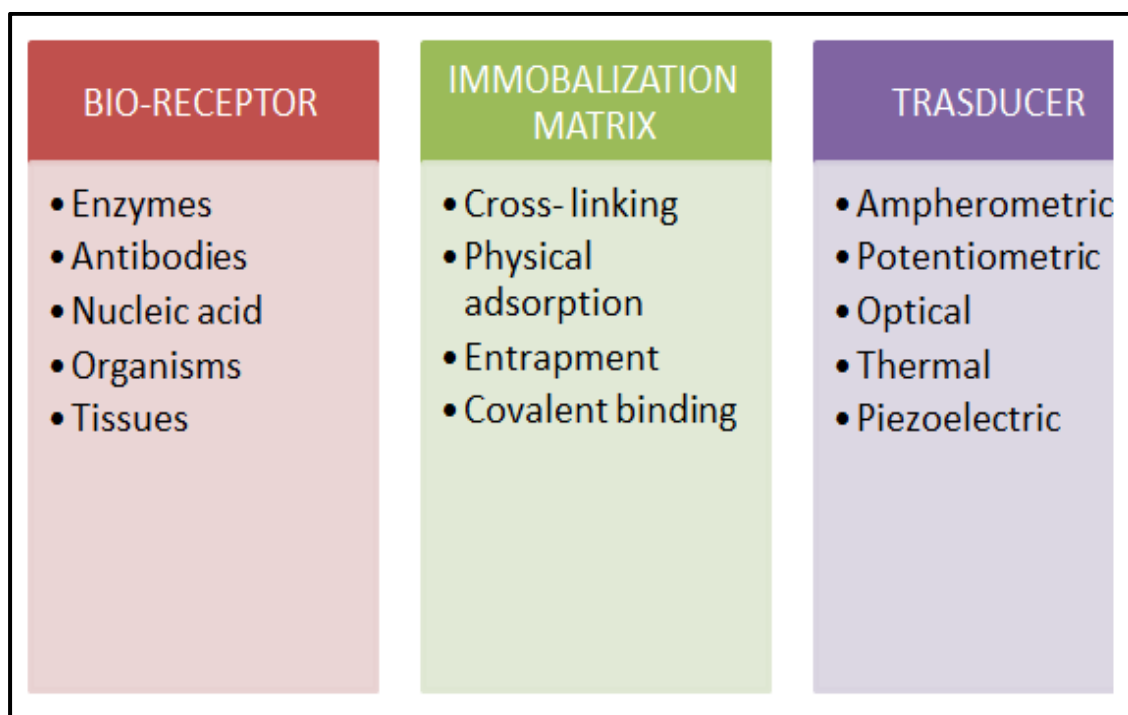 BIO-RECEPTOR
• Enzymes
• Antibodies
• Nucleic acid
• Organisms
• Tissues
IMMOBALIZATION
MATRIX
• Cross- linking
• Physical
adsorption
• Entrapment
• Covalent binding
TRASDUCER
• Ampherometric
• Potentiometric
• Optical
• Thermal
• Piezoelectric